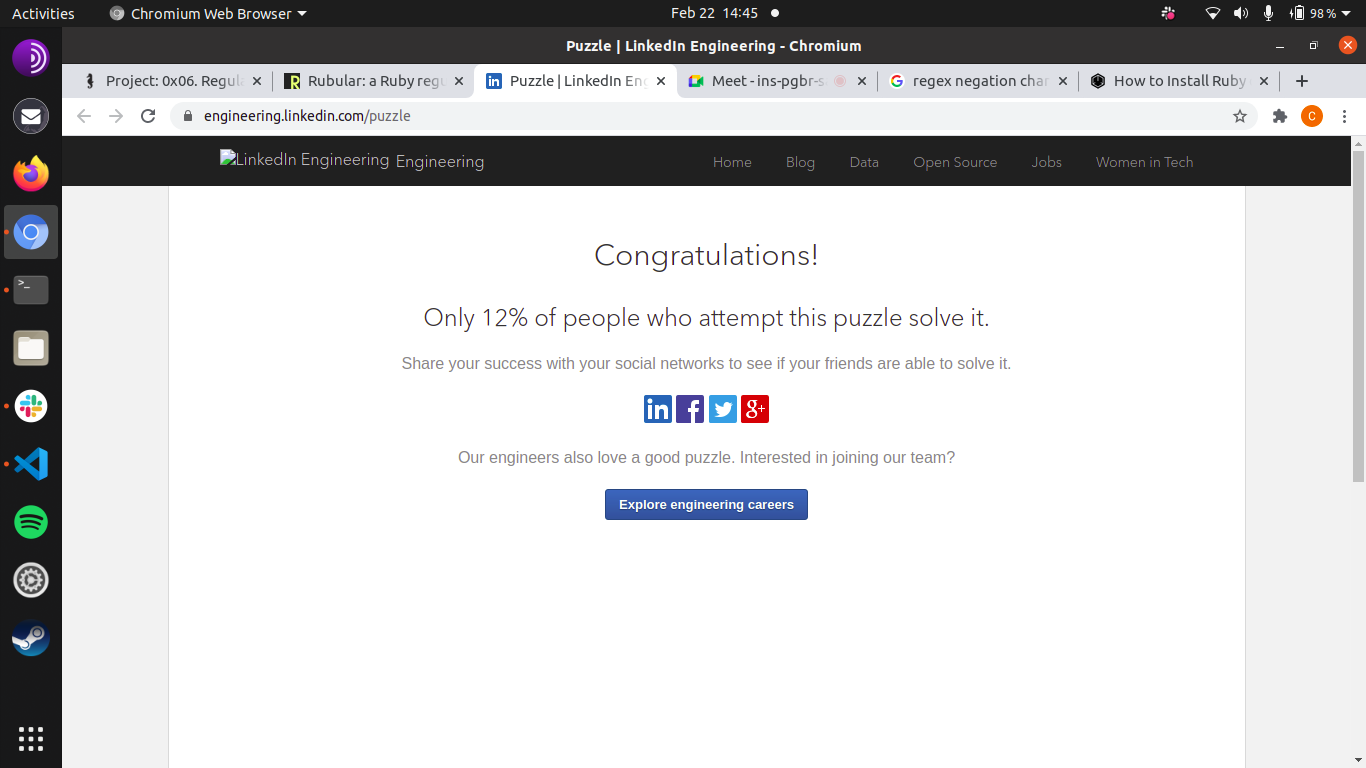 Activities Chromium Web Browser Feb 22 14:45 98%
Puzzle | LinkedIn Engineering - Chromium
Project: 0x06. Regula Rubular: a Ruby regu Puzzle | LinkedIn En Meet - ins-pgbr-s regex negation char How to Install Ruby
engineering.linkedin.com/puzzle C
LinkedIn Engineering Engineering Home Blog Data Open Source Jobs Women in Tech
Congratulations!
Only 12% of people who attempt this puzzle solve it.
Share your success with your social networks to see if your friends are able to solve it.
in f g+
Our engineers also love a good puzzle. Interested in joining our team?
Explore engineering careers